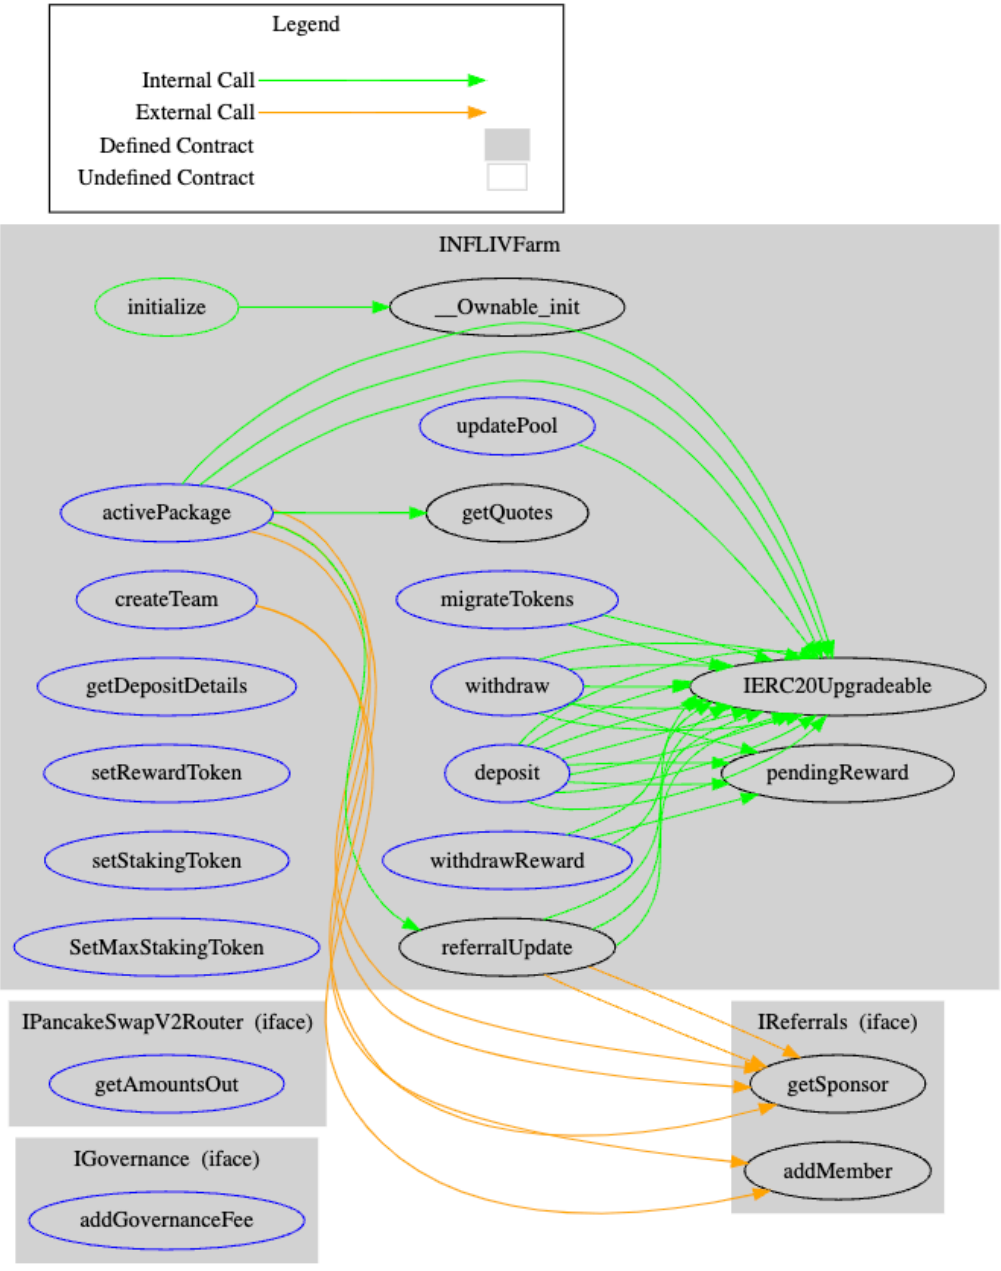 Legend
Internal Call
External Call
Defined Contract
Undefined Contract
INFLIVFarm
initialize
__Ownable_init
updatePool
activePackage
getQuotes
createTeam
migrateTokens
getDepositDetails
withdraw
IERC20Upgradeable
setRewardToken
deposit
pendingReward
setStakingToken
withdrawReward
SetMaxStakingToken
referralUpdate
IPancakeSwapV2Router (iface)
IReferrals (iface)
getAmountsOut
getSponsor
IGovernance (iface)
addMember
addGovernanceFee